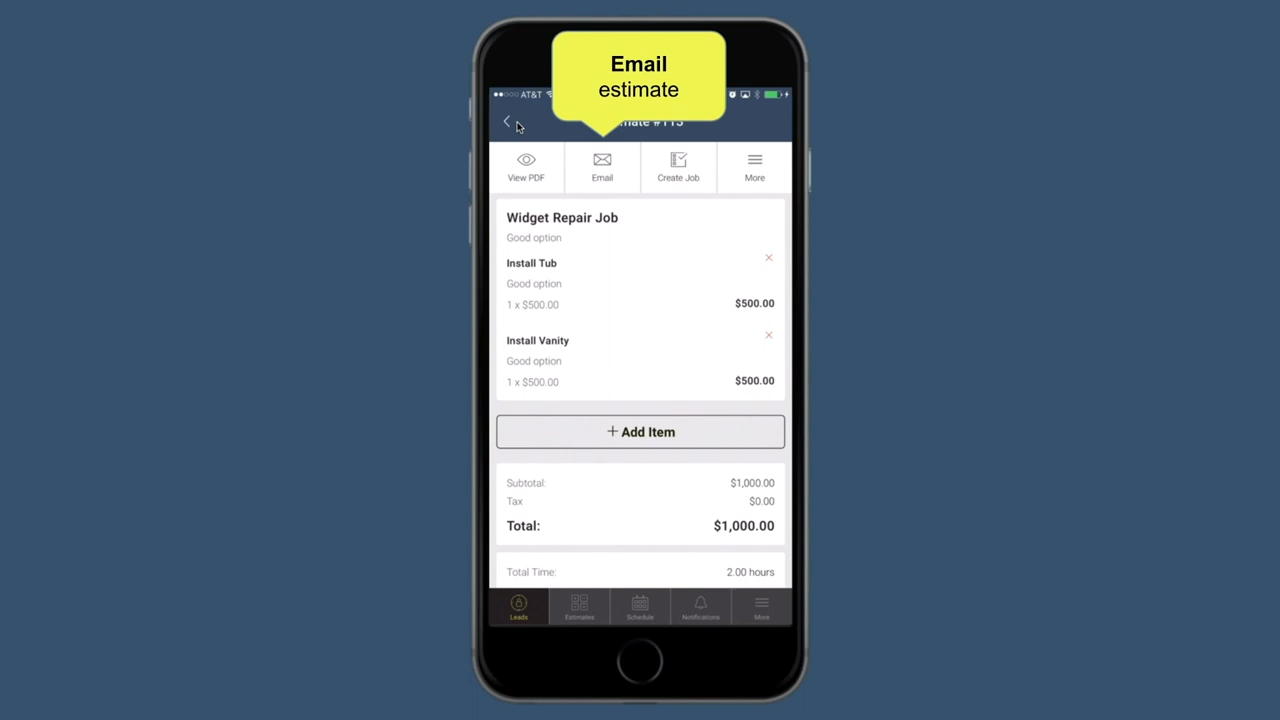 Email
estimate
AT&T
#113
View PDF
Email
Create Job
More
Widget Repair Job
Good option
Install Tub
Good option
1 x $500.00
$500.00
Install Vanity
Good option
1 x $500.00
$500.00
+ Add Item
Subtotal:
$1,000.00
Tax
$0.00
Total:
$1,000.00
Total Time:
2.00 hours
Leads
Estimates
Schedule
Notifications
More